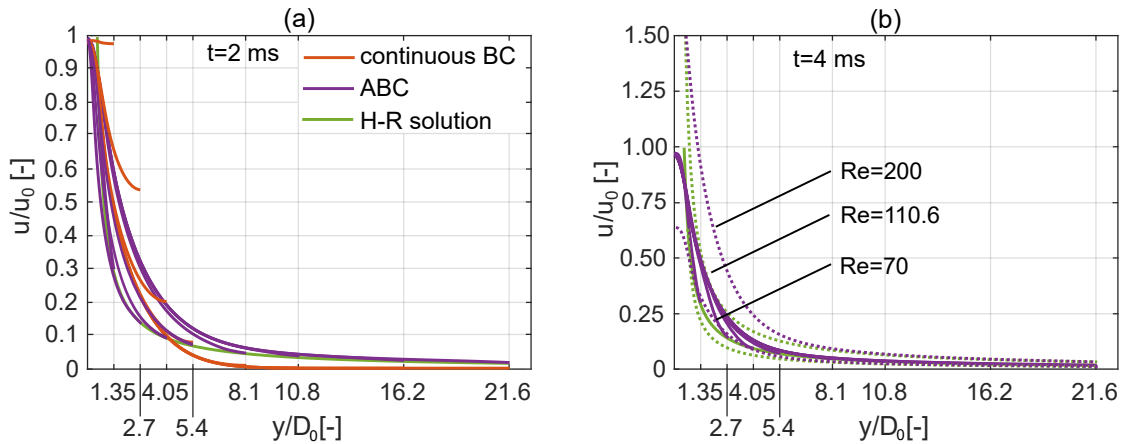 (a)
t=2 ms
continuous BC
ABC
H-R solution
u/u0 [-]
1
0.9
0.8
0.7
0.6
0.5
0.4
0.3
0.2
0.1
0
1.35 4.05 8.1 10.8 16.2 21.6
2.7 5.4 y/D0[-]
(b)
t=4 ms
Re=200
Re=110.6
Re=70
u/u0 [-]
1.50
1.25
1.00
0.75
0.50
0.25
0
1.35 4.05 8.1 10.8 16.2 21.6
2.7 5.4 y/D0[-]